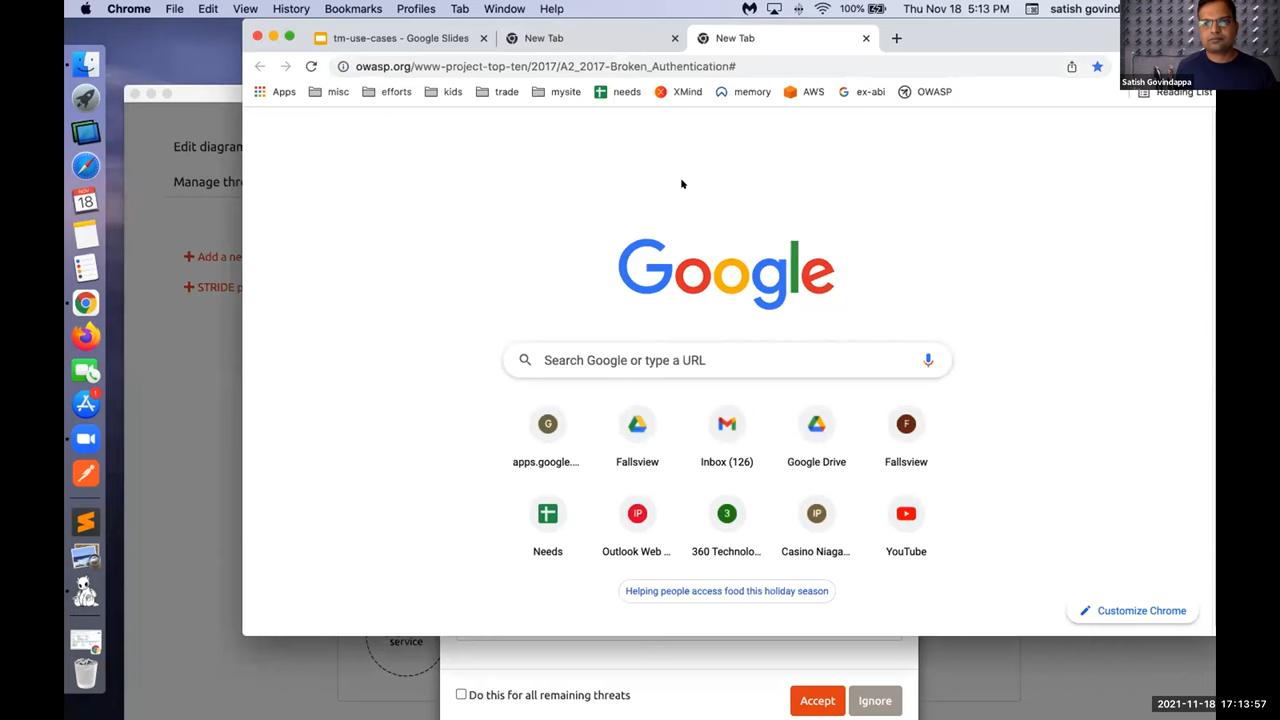 Chrome File Edit View History Bookmarks Profiles Tab Window Help 100% Thu Nov 18 5:13 PM satish govind
tm-use-cases - Google Slides New Tab New Tab
owasp.org/www-project-top-ten/2017/A2_2017-Broken_Authentication#
Satish Govindappa
Apps misc efforts kids trade mysite needs XMind memory AWS ex-abi OWASP Reading List
Edit diagram
Manage thr
Add a ne
STRIDE p
NOV
18
Google
Search Google or type a URL
G F
apps.google.... Fallsview Inbox (126) Google Drive Fallsview
IP 3 IP
Needs Outlook Web ... 360 Technolo... Casino Niaga... YouTube
Helping people access food this holiday season
Customize Chrome
service
Do this for all remaining threats Accept Ignore
2021-11-18 17:13:57